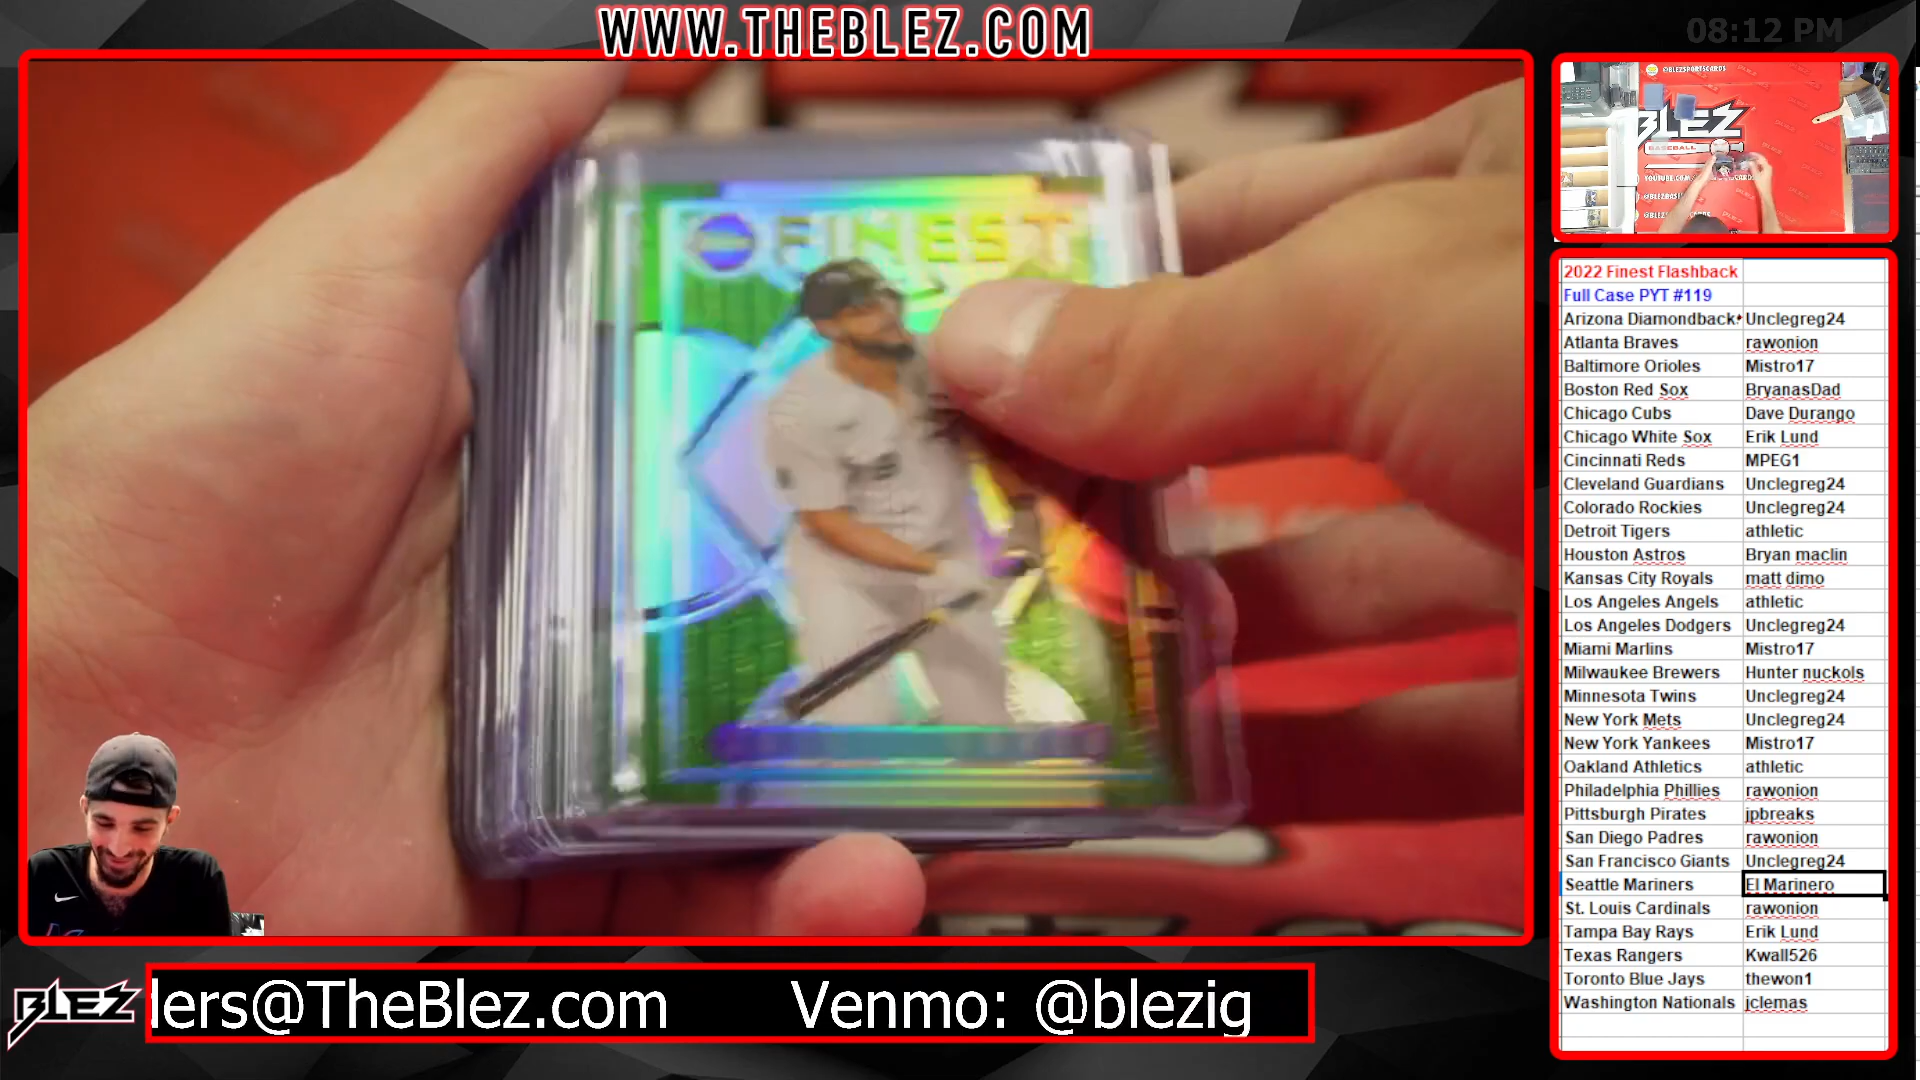 WWW.THEBLEZ.COM
08:12 PM
@BLEZSPORTSCARDS
BLEZ
BASEBALL
FINEST
2022 Finest Flashback
Full Case PYT #119
Arizona Diamondback Unclegreg24
Atlanta Braves rawonion
Baltimore Orioles Mistro17
Boston Red Sox BryanasDad
Chicago Cubs Dave Durango
Chicago White Sox Erik Lund
Cincinnati Reds MPEG1
Cleveland Guardians Unclegreg24
Colorado Rockies Unclegreg24
Detroit Tigers athletic
Houston Astros Bryan maclin
Kansas City Royals matt dimo
Los Angeles Angels athletic
Los Angeles Dodgers Unclegreg24
Miami Marlins Mistro17
Milwaukee Brewers Hunter nuckols
Minnesota Twins Unclegreg24
New York Mets Unclegreg24
New York Yankees Mistro17
Oakland Athletics athletic
Philadelphia Phillies rawonion
Pittsburgh Pirates jpbreaks
San Diego Padres rawonion
San Francisco Giants Unclegreg24
Seattle Mariners El Marinero
St. Louis Cardinals rawonion
Tampa Bay Rays Erik Lund
Texas Rangers Kwall526
Toronto Blue Jays thewon1
Washington Nationals jclemas
BLEZ
lers@TheBlez.com Venmo: @blezig